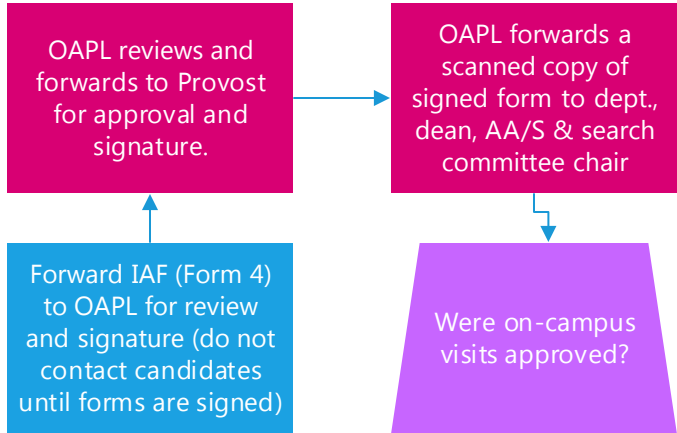 OAPL reviews and
forwards to Provost
for approval and
signature.
OAPL forwards a
scanned copy of
signed form to dept.,
dean, AA/S & search
committee chair
Forward IAF (Form 4)
to OAPL for review
and signature (do not
contact candidates
until forms are signed)
Were on-campus
visits approved?